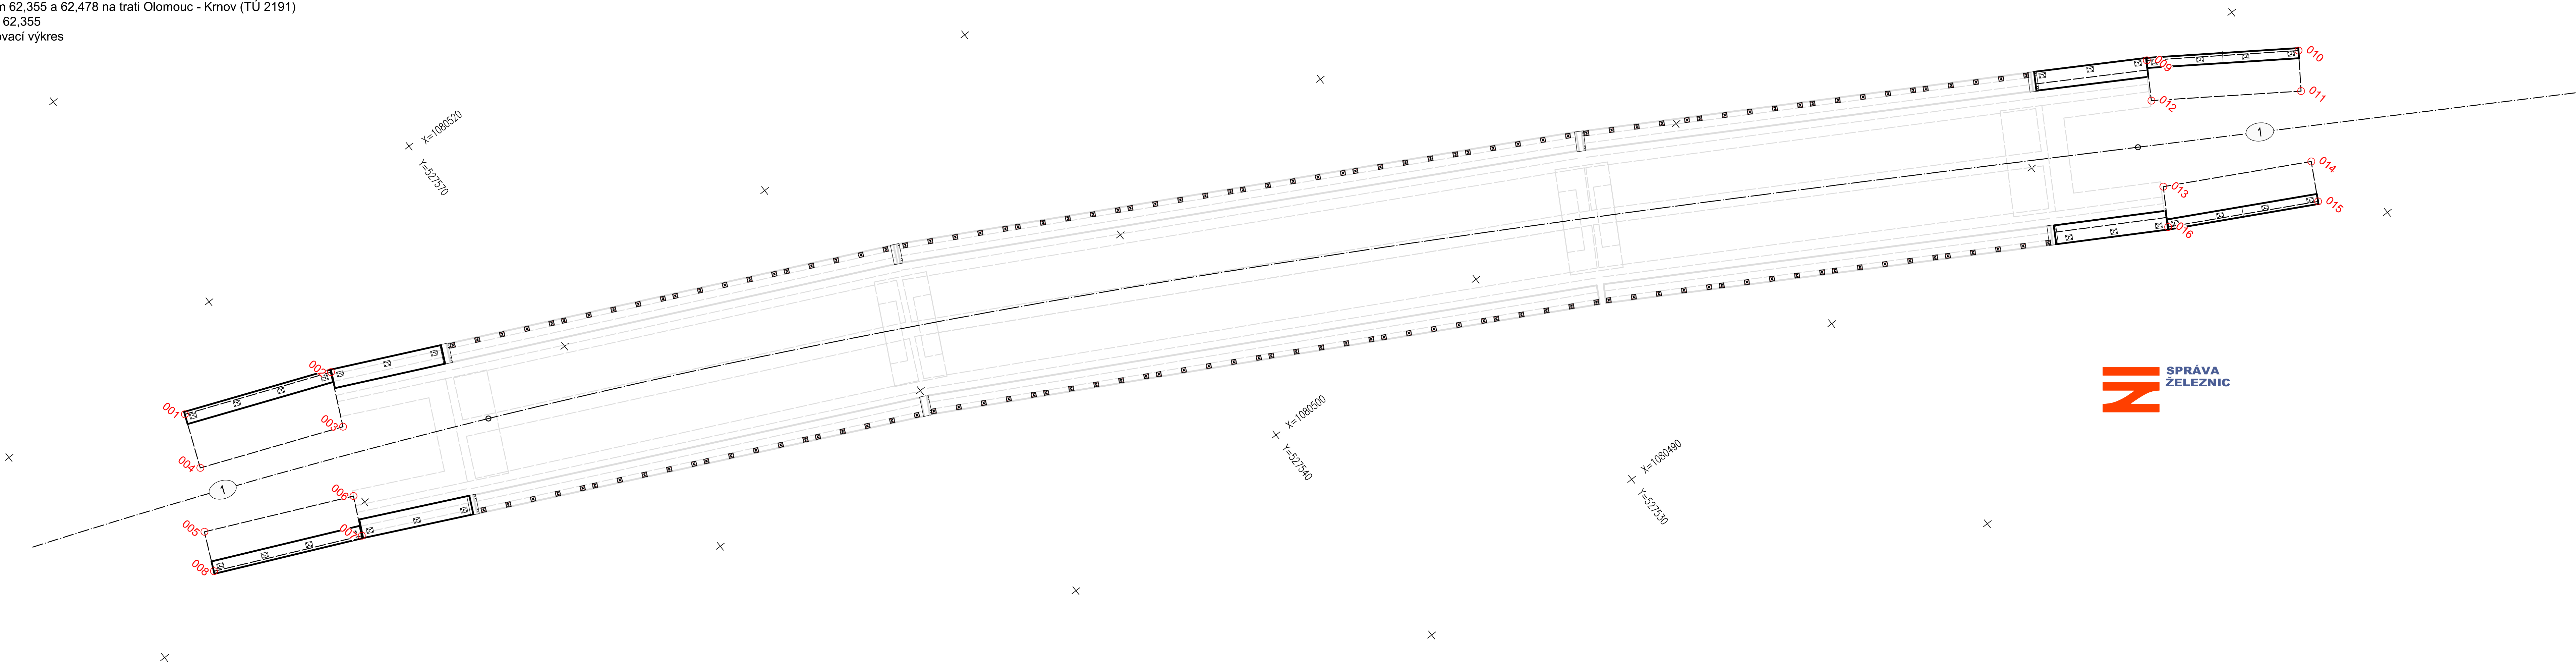 m 62,355 a 62,478 na trati Olomouc - Krnov (TÚ 2191)
62,355
ovací výkres
X=1080520
Y=527570
009
010
011
012
1
013
014
015
016
002
001
003
004
1
006
005
007
008
X=1080500
Y=527540
X=1080490
Y=527530
SPRÁVA
ŽELEZNIC